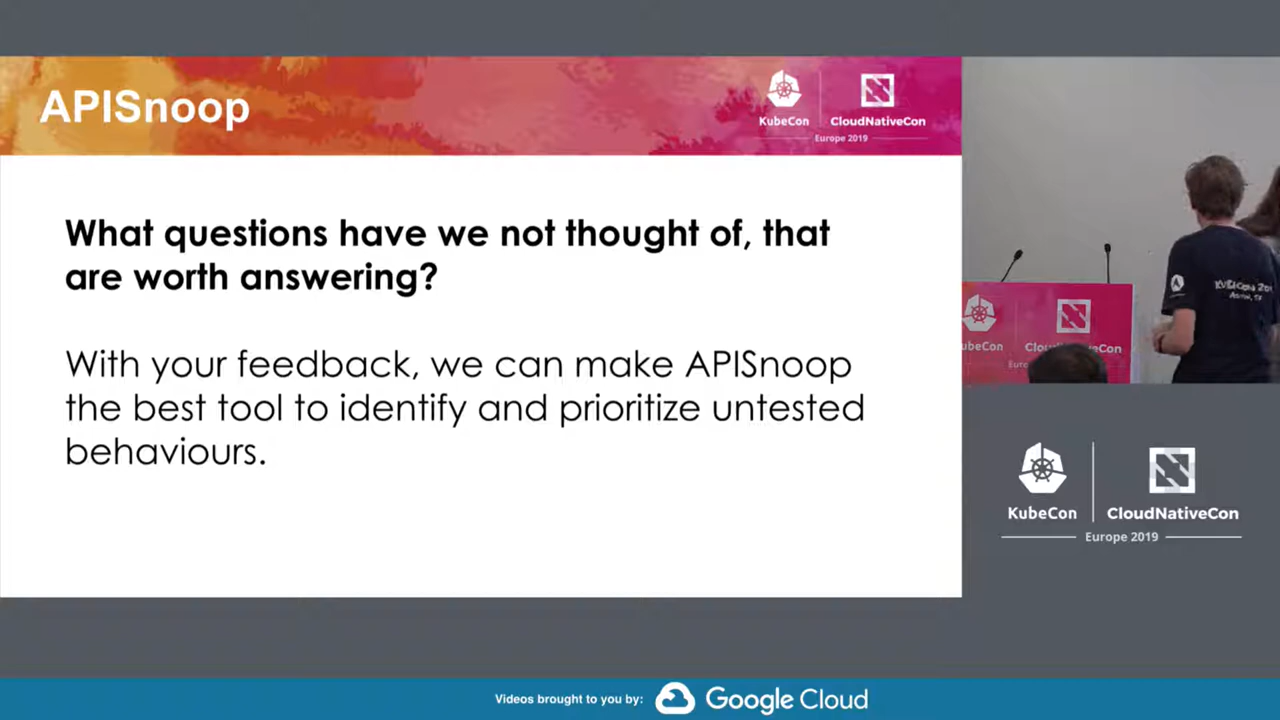 APISnoop
KubeCon
CloudNativeCon
Europe 2019
What questions have we not thought of, that
are worth answering?
With your feedback, we can make APISnoop
the best tool to identify and prioritize untested
behaviours.
CloudNativeCon
KubeCon
CloudNativeCon
Europe 2019
Videos brought to you by:
Google Cloud